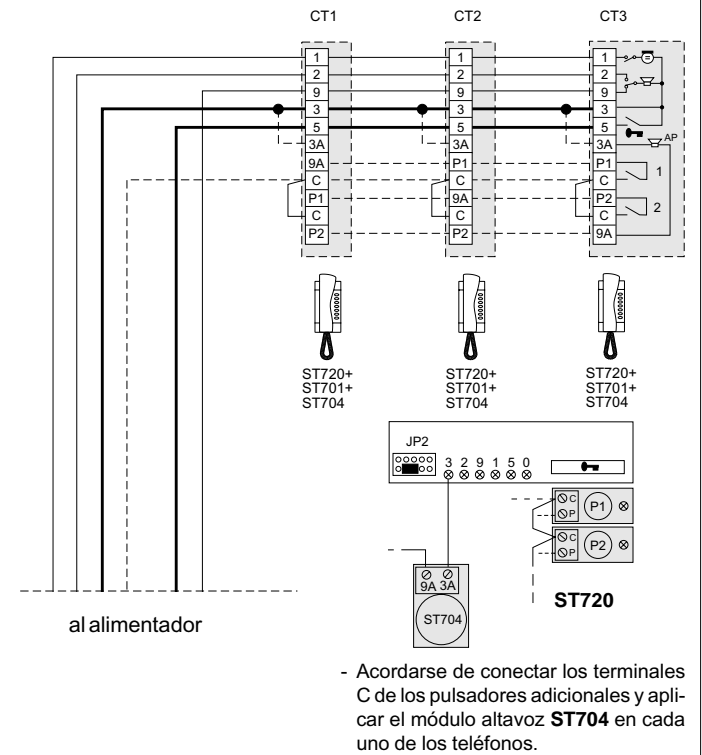 CT1 CT2 CT3
1 1 1
2 2 2
9 9 9
3 3 3
5 5 5
3A 3A 3A AP
9A P1 P1 1
C C C
P1 9A P2 2
C C C
P2 P2 9A
ST720+ ST720+ ST720+
ST701+ ST701+ ST701+
ST704 ST704 ST704
JP2
3 2 9 1 5 0
C P1
P
C P2
P
9A 3A
ST704
ST720
al alimentador
- Acordarse de conectar los terminales
C de los pulsadores adicionales y apli-
car el módulo altavoz ST704 en cada
uno de los teléfonos.